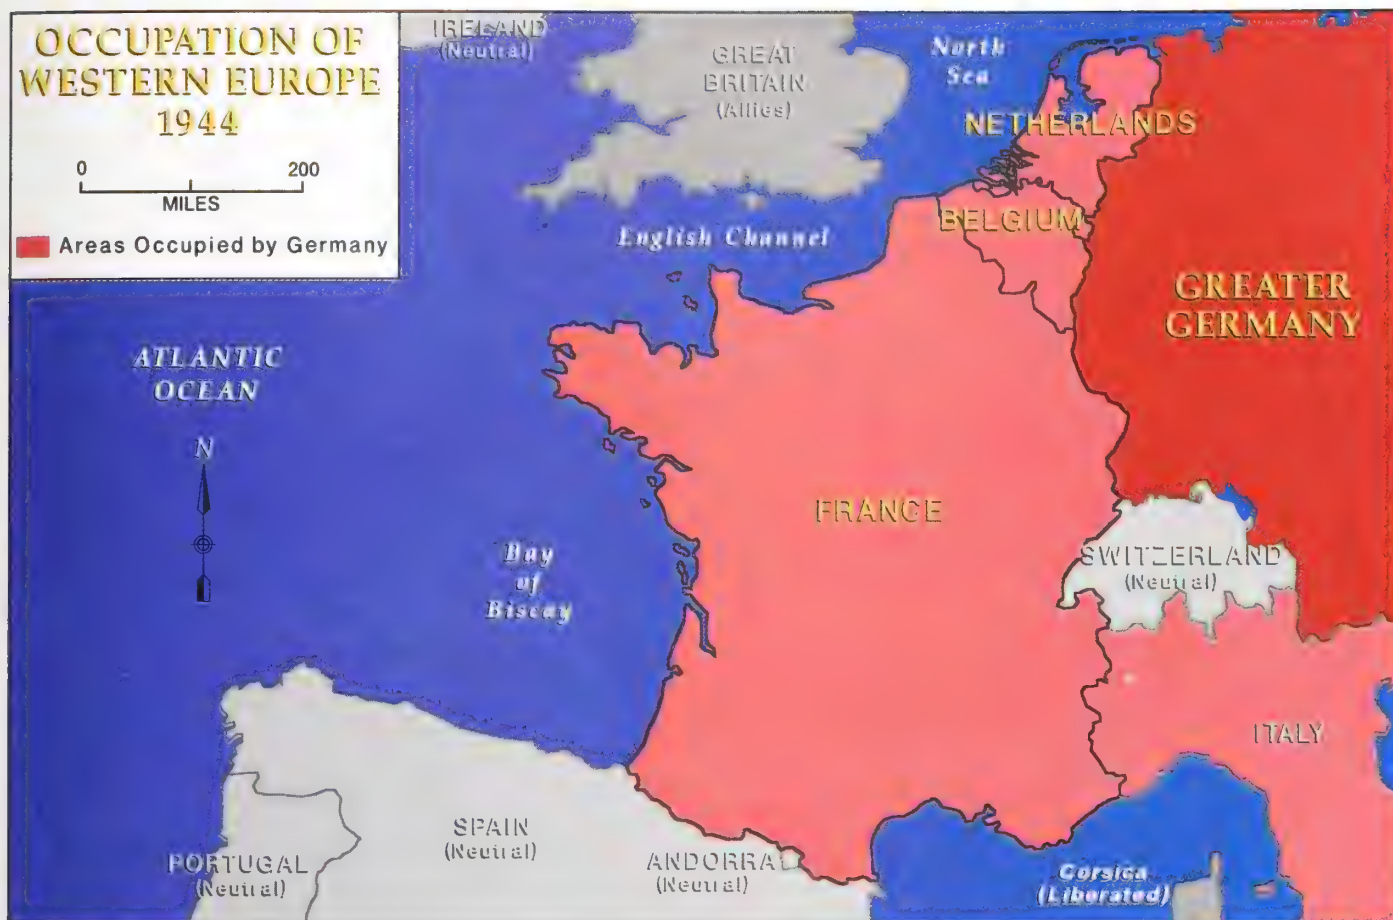 OCCUPATION OF
WESTERN EUROPE
1944
0 200
MILES
Areas Occupied by Germany
IRELAND
(Neutral)
GREAT
BRITAIN
(Allies)
North
Sea
NETHERLANDS
BELGIUM
English Channel
GREATER
GERMANY
ATLANTIC
OCEAN
N
FRANCE
Bay
of
Biscay
SWITZERLAND
(Neutral)
ITALY
SPAIN
(Neutral)
PORTUGAL
(Neutral)
ANDORRA
(Neutral)
Corsica
(Liberated)